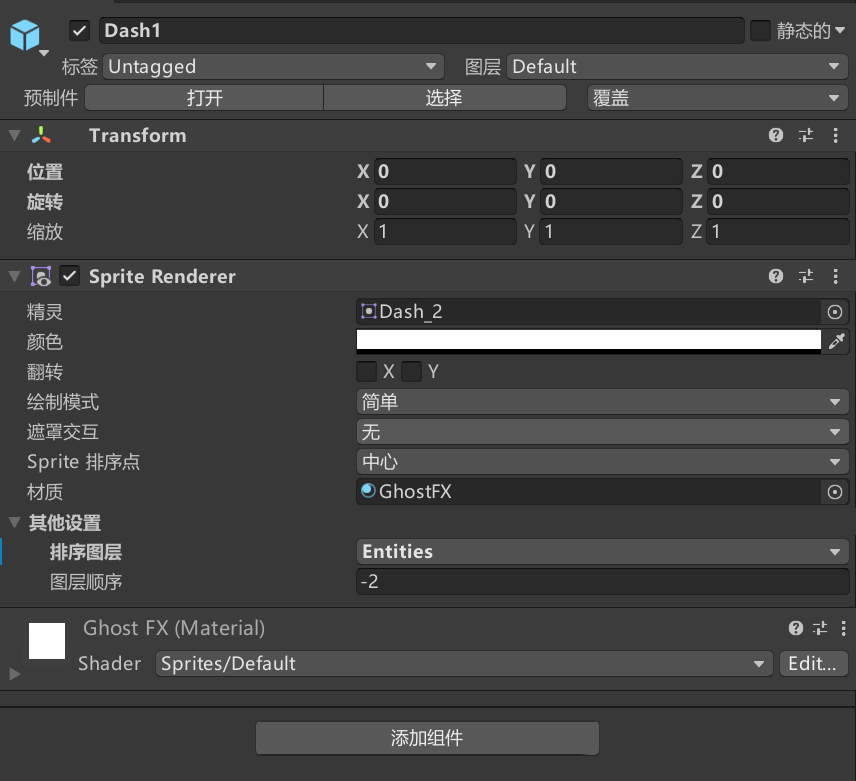 Dash1 静态的
标签 Untagged 图层 Default
预制件 打开 选择 覆盖
Transform
位置 X 0 Y 0 Z 0
旋转 X 0 Y 0 Z 0
缩放 X 1 Y 1 Z 1
Sprite Renderer
精灵 Dash_2
颜色
翻转 X Y
绘制模式 简单
遮罩交互 无
Sprite 排序点 中心
材质 GhostFX
其他设置
排序图层 Entities
图层顺序 -2
Ghost FX (Material)
Shader Sprites/Default Edit...
添加组件